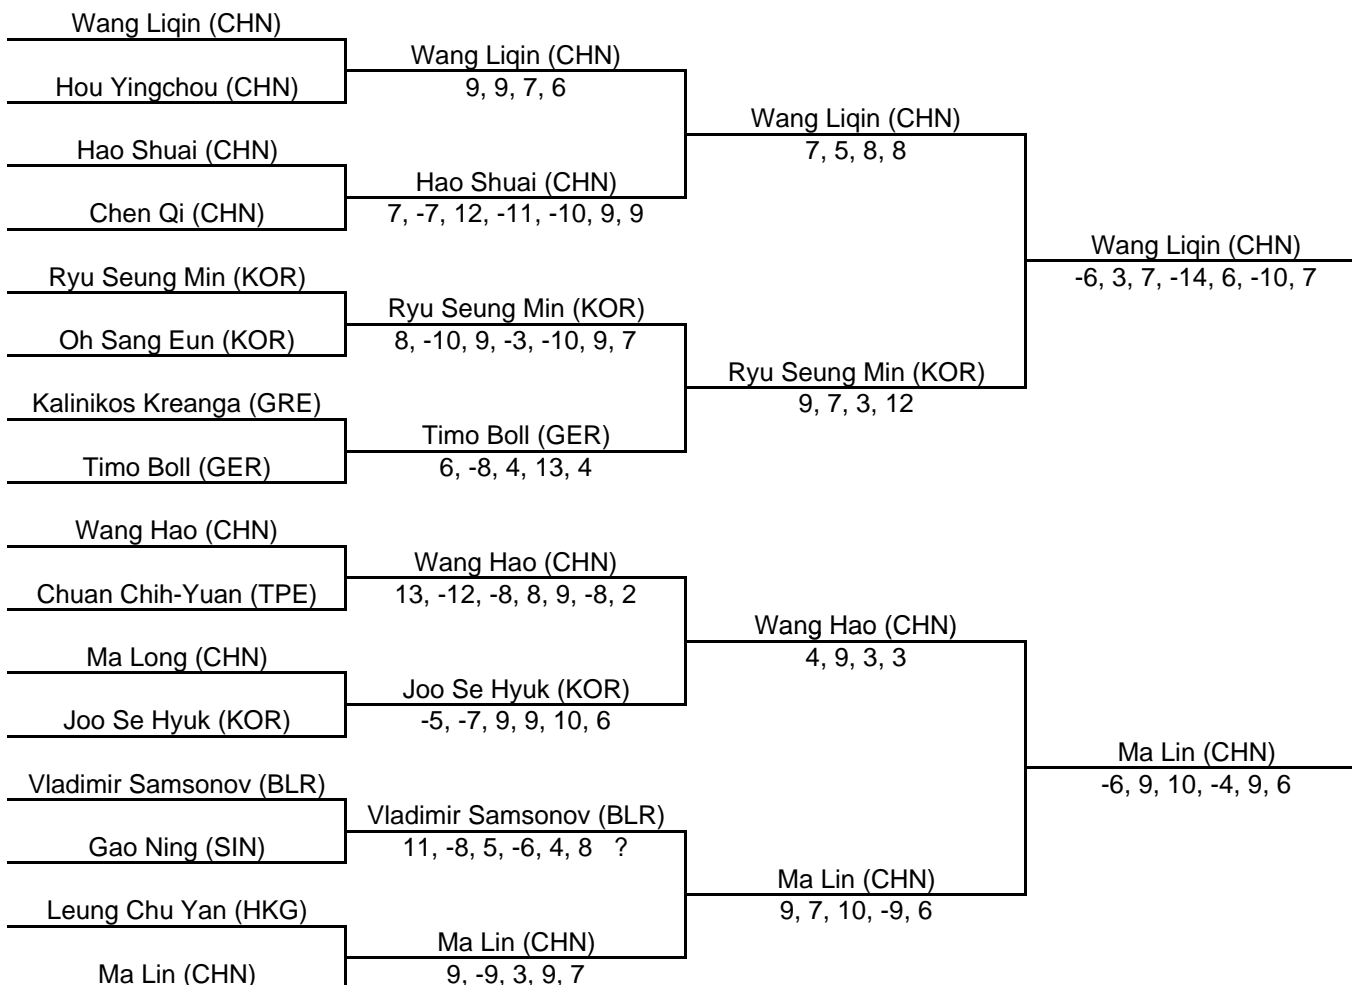 Wang Liqin (CHN)
Hou Yingchou (CHN)
Hao Shuai (CHN)
Chen Qi (CHN)
Ryu Seung Min (KOR)
Oh Sang Eun (KOR)
Kalinikos Kreanga (GRE)
Timo Boll (GER)
Wang Hao (CHN)
Chuan Chih-Yuan (TPE)
Ma Long (CHN)
Joo Se Hyuk (KOR)
Vladimir Samsonov (BLR)
Gao Ning (SIN)
Leung Chu Yan (HKG)
Ma Lin (CHN)
Wang Liqin (CHN)
9, 9, 7, 6
Hao Shuai (CHN)
7, -7, 12, -11, -10, 9, 9
Ryu Seung Min (KOR)
8, -10, 9, -3, -10, 9, 7
Timo Boll (GER)
6, -8, 4, 13, 4
Wang Hao (CHN)
13, -12, -8, 8, 9, -8, 2
Joo Se Hyuk (KOR)
-5, -7, 9, 9, 10, 6
Vladimir Samsonov (BLR)
11, -8, 5, -6, 4, 8 ?
Ma Lin (CHN)
9, -9, 3, 9, 7
Wang Liqin (CHN)
7, 5, 8, 8
Ryu Seung Min (KOR)
9, 7, 3, 12
Wang Hao (CHN)
4, 9, 3, 3
Ma Lin (CHN)
9, 7, 10, -9, 6
Wang Liqin (CHN)
-6, 3, 7, -14, 6, -10, 7
Ma Lin (CHN)
-6, 9, 10, -4, 9, 6